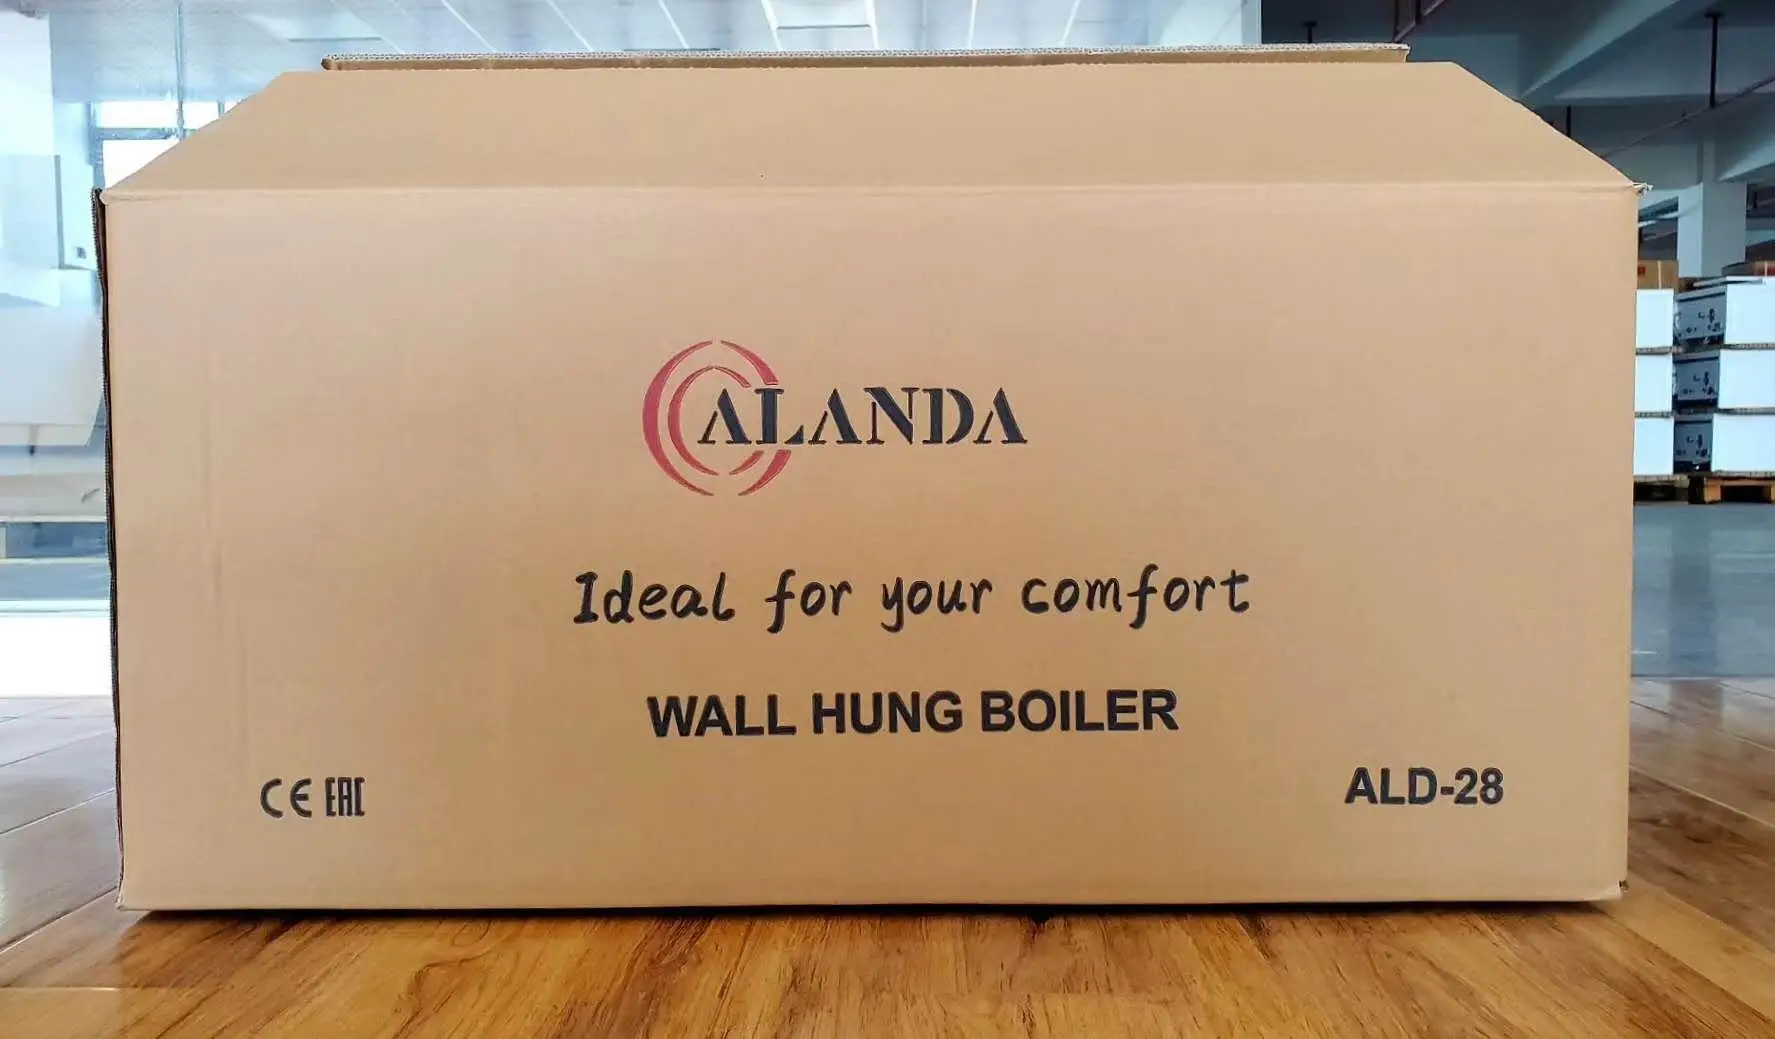 ALANDA
Ideal for your comfort
WALL HUNG BOILER
CE EAC
ALD-28